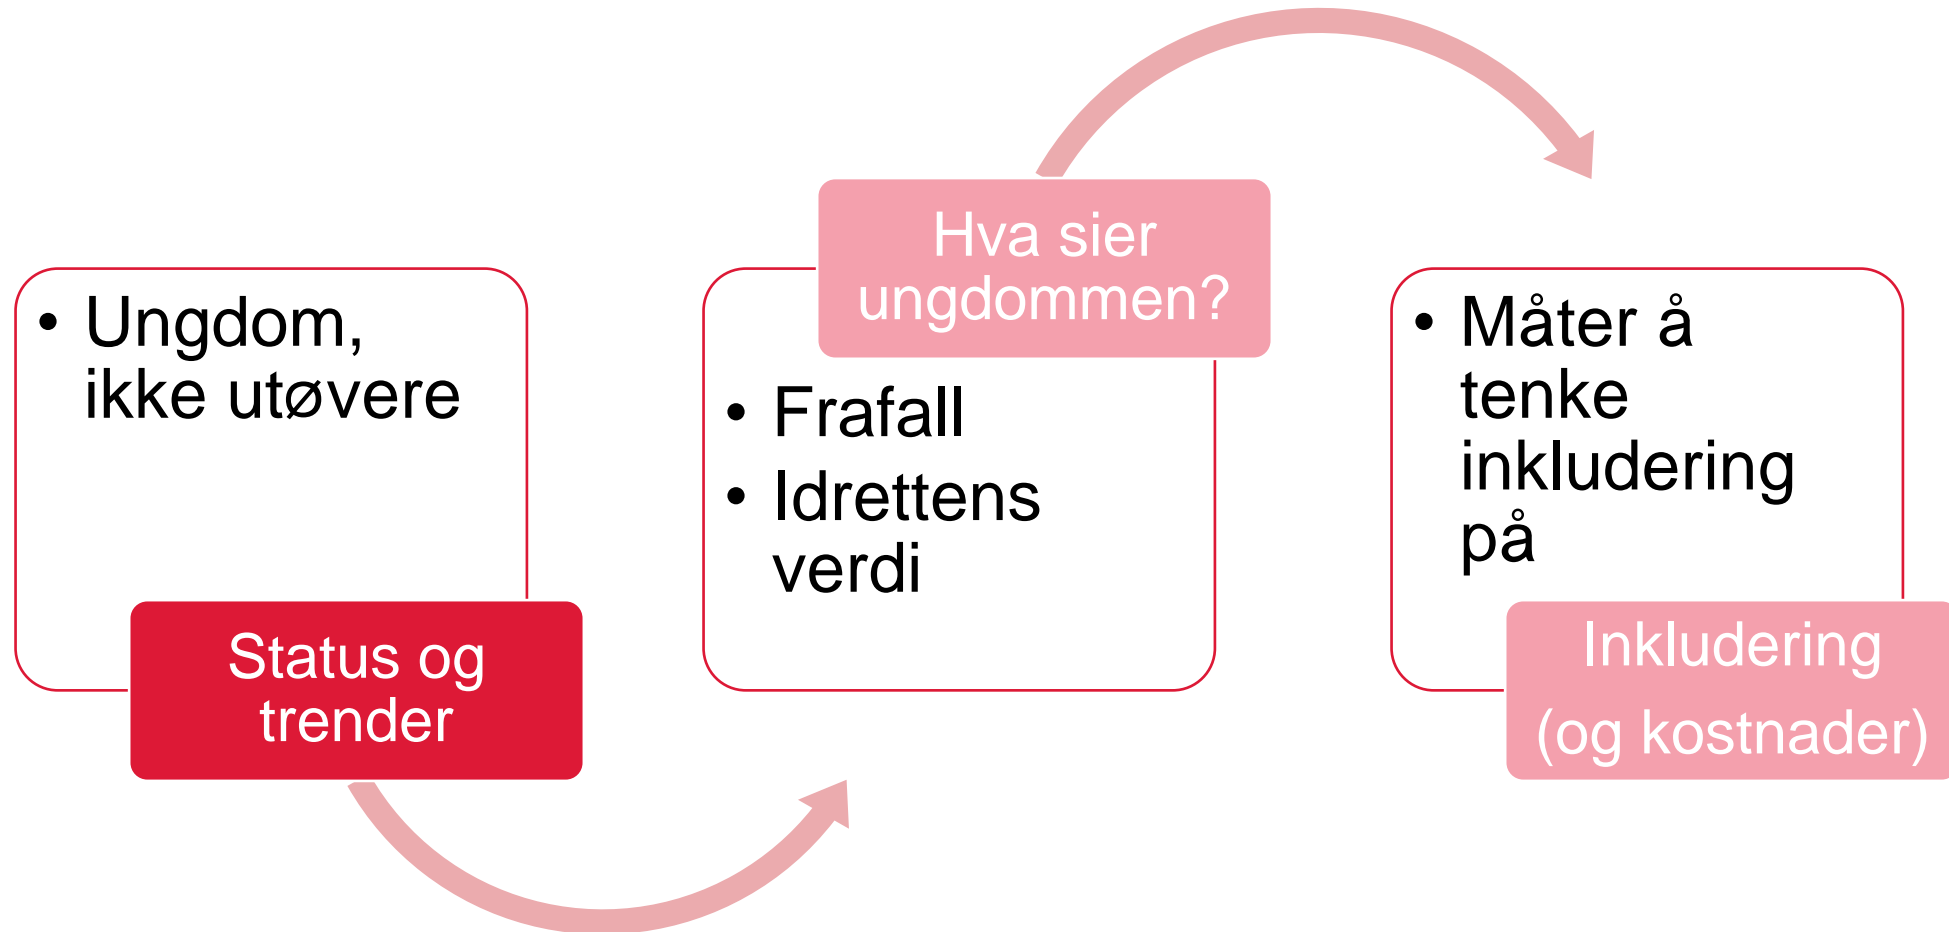 • Ungdom,
ikke utøvere
Status og
trender
Hva sier
ungdommen?
• Frafall
• Idrettens
verdi
• Måter å
tenke
inkludering
på
Inkludering
(og kostnader)